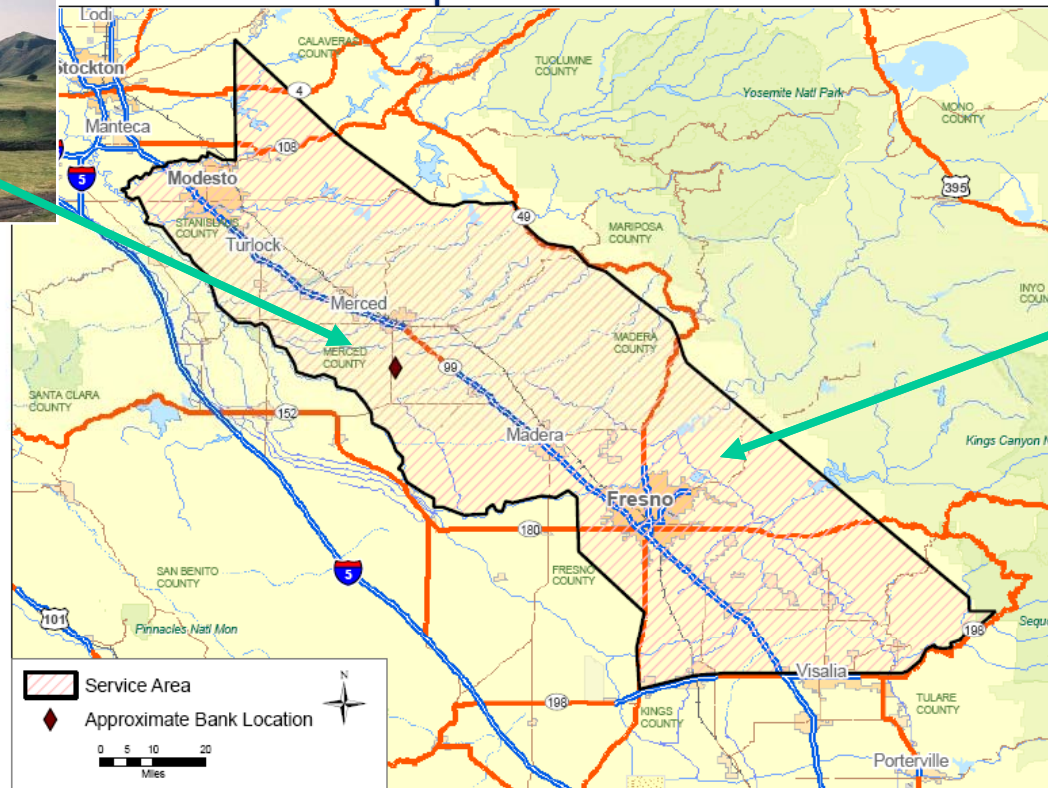 Lodi
CALAVERAS
COUNTY
TUOLUMNE
COUNTY
Stockton
4
Yosemite Natl Park
MONO
COUNTY
Manteca
108
5
Modesto
395
STANISLAUS
COUNTY
49
Turlock
MARIPOSA
COUNTY
INYO
COUN
Merced
MADERA
COUNTY
MERCED
COUNTY
99
SANTA CLARA
COUNTY
152
Madera
Kings Canyon N
Fresno
180
SAN BENITO
COUNTY
5
FRESNO
COUNTY
101
Pinnacles Natl Mon
198
Sequ
Service Area
N
Visalia
198
TULARE
COUNTY
KINGS
COUNTY
Approximate Bank Location
0 5 10 20
Miles
Porterville